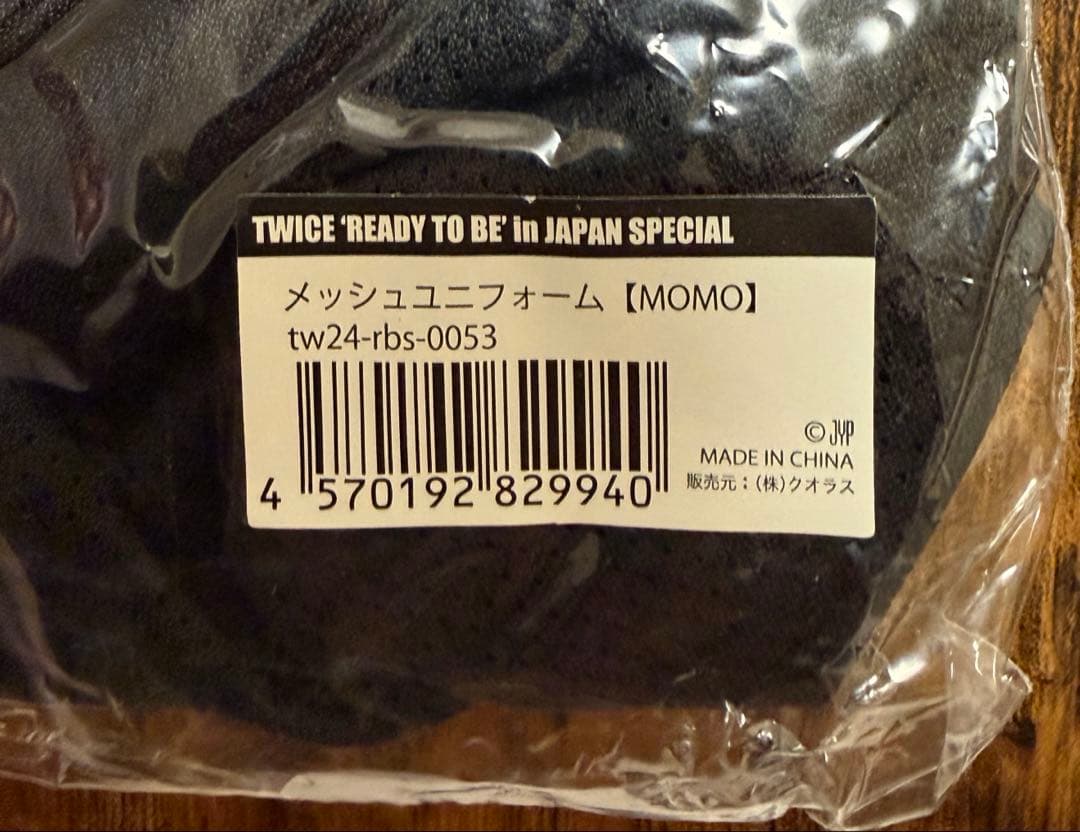 TWICE 'READY TO BE' in JAPAN SPECIAL
メッシュユニフォーム【MOMO】
tw24-rbs-0053
4 570192 829940
© JYP
MADE IN CHINA
販売元：(株)クオラス